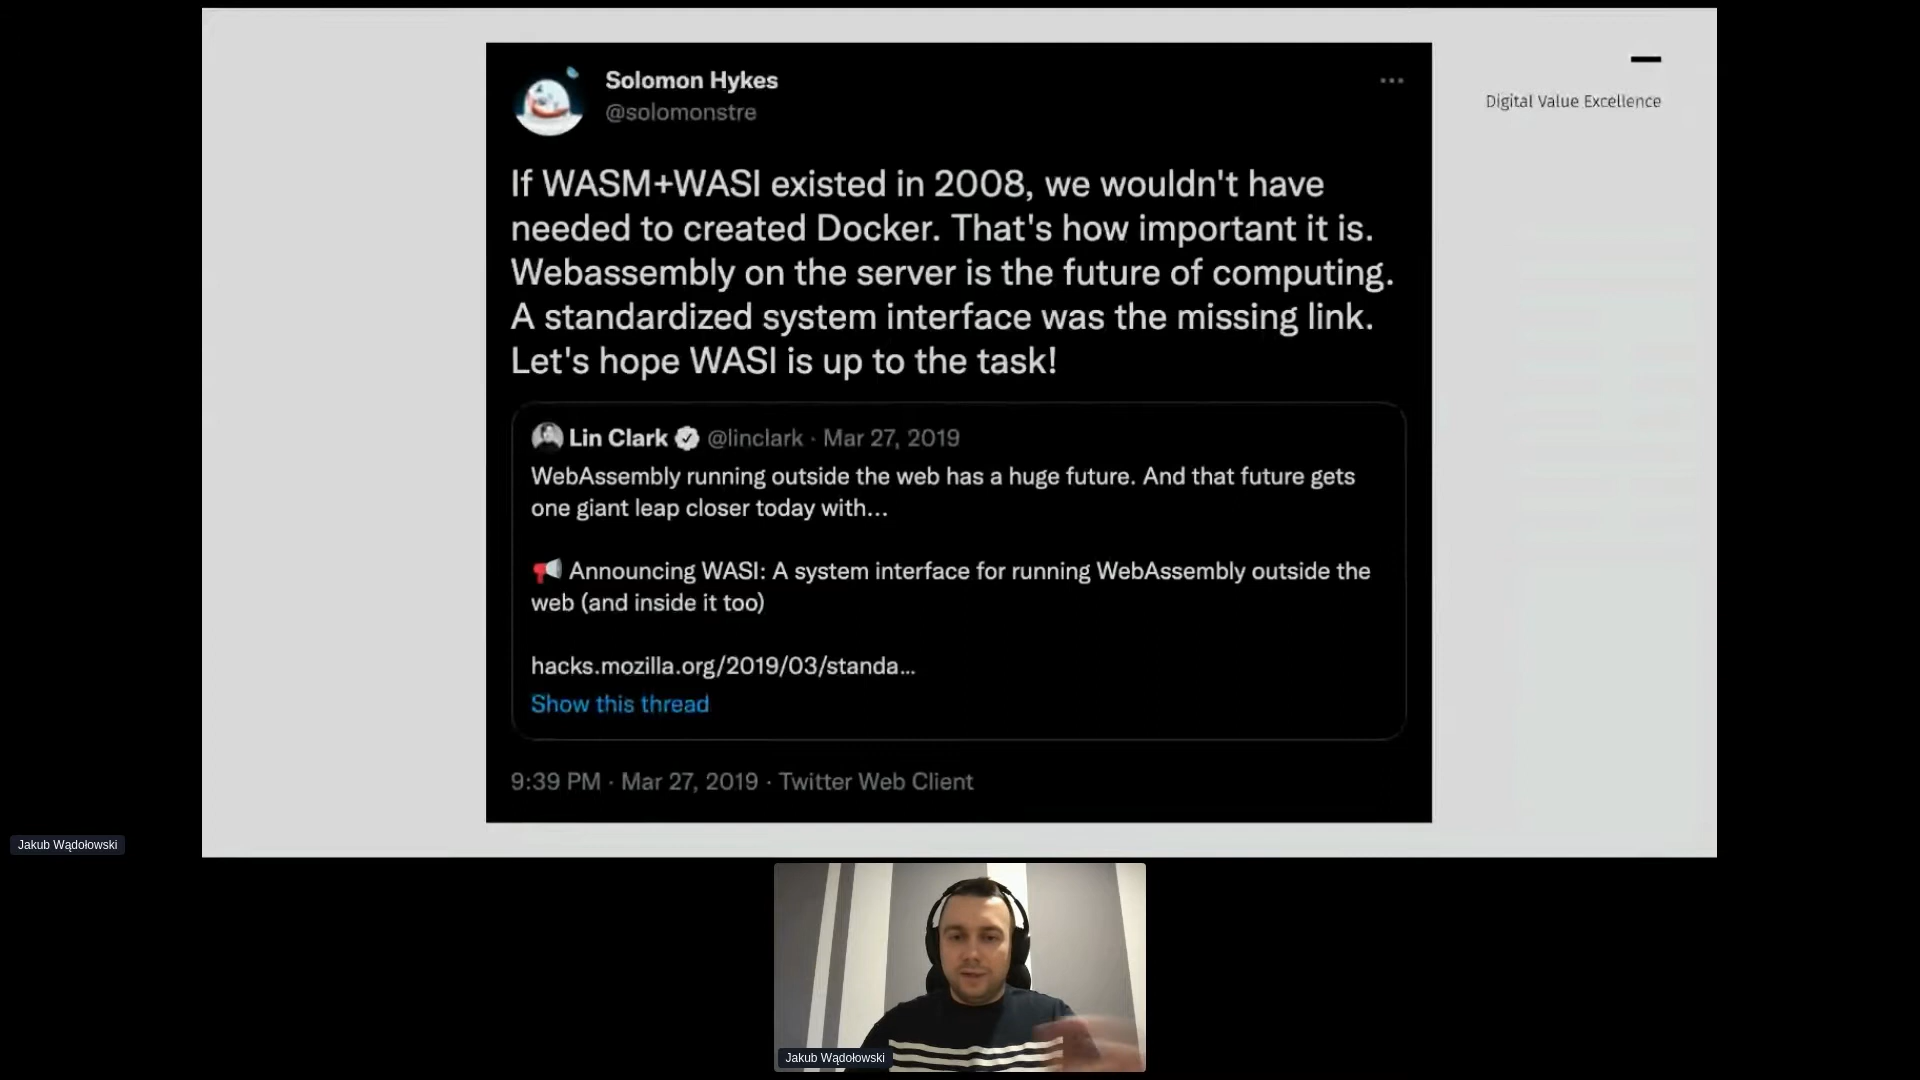 Solomon Hykes
@solomonstre
Digital Value Excellence
If WASM+WASI existed in 2008, we wouldn't have
needed to created Docker. That's how important it is.
Webassembly on the server is the future of computing.
A standardized system interface was the missing link.
Let's hope WASI is up to the task!
Lin Clark @linclark · Mar 27, 2019
WebAssembly running outside the web has a huge future. And that future gets
one giant leap closer today with...
📢 Announcing WASI: A system interface for running WebAssembly outside the
web (and inside it too)
hacks.mozilla.org/2019/03/standa...
Show this thread
9:39 PM · Mar 27, 2019 · Twitter Web Client
Jakub Wądołowski
Jakub Wądołowski